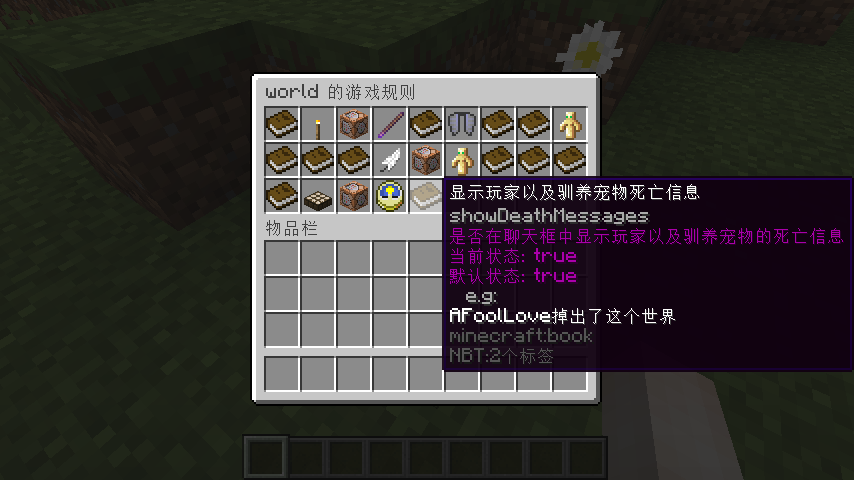 world 的游戏规则
物品栏
显示玩家以及驯养宠物死亡信息
showDeathMessages
是否在聊天框中显示玩家以及驯养宠物的死亡信息
当前状态: true
默认状态: true
e.g:
AFoolLove掉出了这个世界
minecraft:book
NBT:2个标签